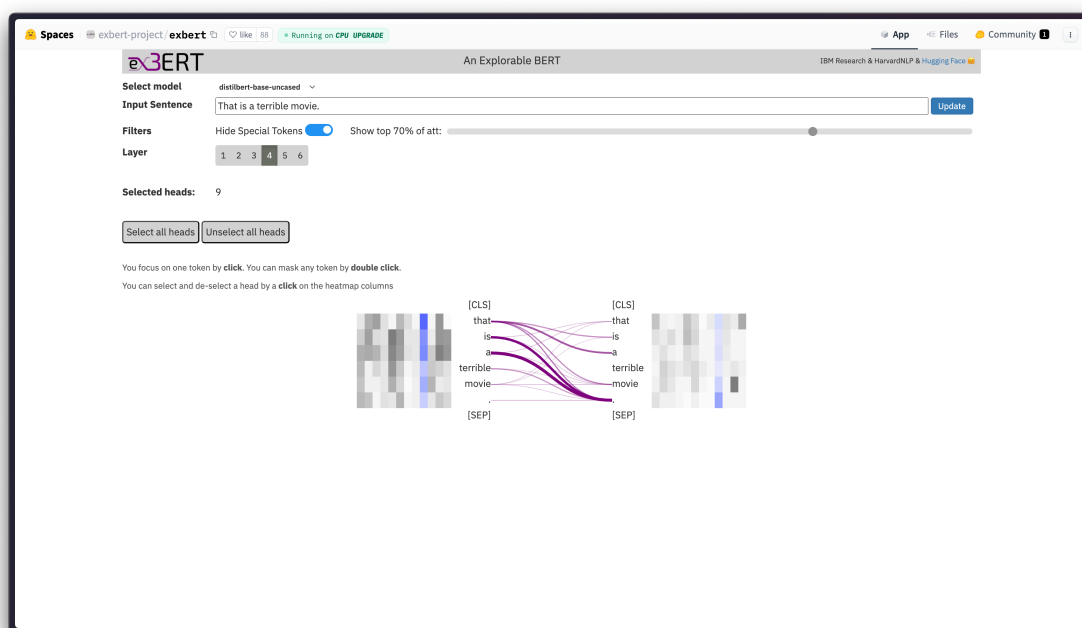 Spaces exbert-project/exbert like 88 Running on CPU UPGRADE App Files Community 1
exBERT An Explorable BERT IBM Research & HarvardNLP & Hugging Face
Select model distilbert-base-uncased
Input Sentence That is a terrible movie. Update
Filters Hide Special Tokens Show top 70% of att:
Layer 1 2 3 4 5 6
Selected heads: 9
Select all heads Unselect all heads
You focus on one token by click. You can mask any token by double click.
You can select and de-select a head by a click on the heatmap columns
[CLS] [CLS]
that that
is is
a a
terrible terrible
movie movie
. .
[SEP] [SEP]